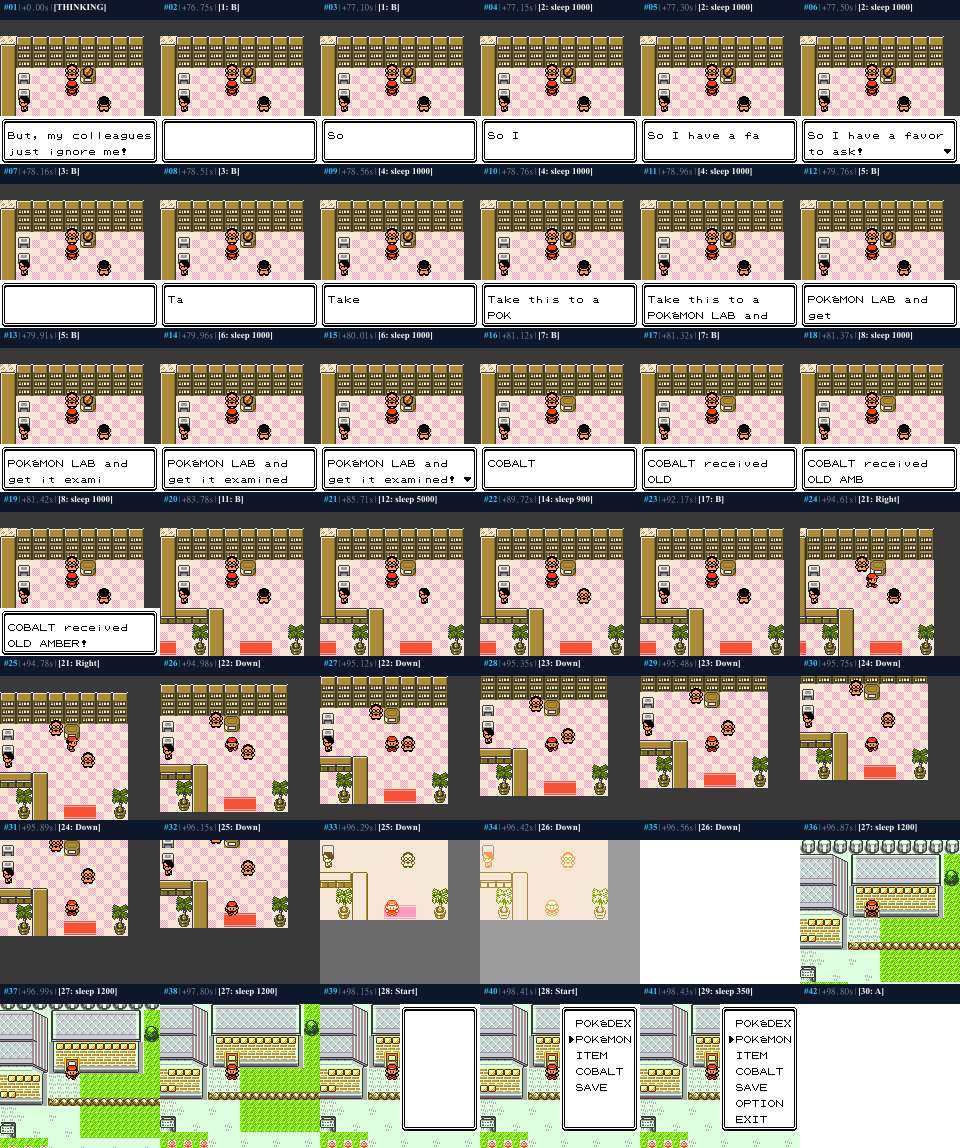 #01 | +0.00s | [THINKING]
But, my colleagues
just ignore me!
#02 | +76.75s | [1: B]
#03 | +77.10s | [1: B]
So
#04 | +77.15s | [2: sleep 1000]
So I
#05 | +77.30s | [2: sleep 1000]
So I have a fa
#06 | +77.50s | [2: sleep 1000]
So I have a favor
to ask!
#07 | +78.16s | [3: B]
#08 | +78.51s | [3: B]
Ta
#09 | +78.56s | [4: sleep 1000]
Take
#10 | +78.76s | [4: sleep 1000]
Take this to a
POK
#11 | +78.96s | [4: sleep 1000]
Take this to a
POKéMON LAB and
#12 | +79.76s | [5: B]
POKéMON LAB and
get
#13 | +79.91s | [5: B]
POKéMON LAB and
get it exami
#14 | +79.96s | [6: sleep 1000]
POKéMON LAB and
get it examined
#15 | +80.01s | [6: sleep 1000]
POKéMON LAB and
get it examined!
#16 | +81.12s | [7: B]
COBALT
#17 | +81.32s | [7: B]
COBALT received
OLD
#18 | +81.37s | [8: sleep 1000]
COBALT received
OLD AMB
#19 | +81.42s | [8: sleep 1000]
COBALT received
OLD AMBER!
#20 | +83.78s | [11: B]
#21 | +85.71s | [12: sleep 5000]
#22 | +89.72s | [14: sleep 900]
#23 | +92.17s | [17: B]
#24 | +94.61s | [21: Right]
#25 | +94.78s | [21: Right]
#26 | +94.98s | [22: Down]
#27 | +95.12s | [22: Down]
#28 | +95.35s | [23: Down]
#29 | +95.48s | [23: Down]
#30 | +95.75s | [24: Down]
#31 | +95.89s | [24: Down]
#32 | +96.15s | [25: Down]
#33 | +96.29s | [25: Down]
#34 | +96.42s | [26: Down]
#35 | +96.56s | [26: Down]
#36 | +96.87s | [27: sleep 1200]
#37 | +96.99s | [27: sleep 1200]
#38 | +97.80s | [27: sleep 1200]
#39 | +98.15s | [28: Start]
#40 | +98.41s | [28: Start]
POKéDEX
POKéMON
ITEM
COBALT
SAVE
#41 | +98.43s | [29: sleep 350]
POKéDEX
POKéMON
ITEM
COBALT
SAVE
OPTION
EXIT
#42 | +98.80s | [30: A]